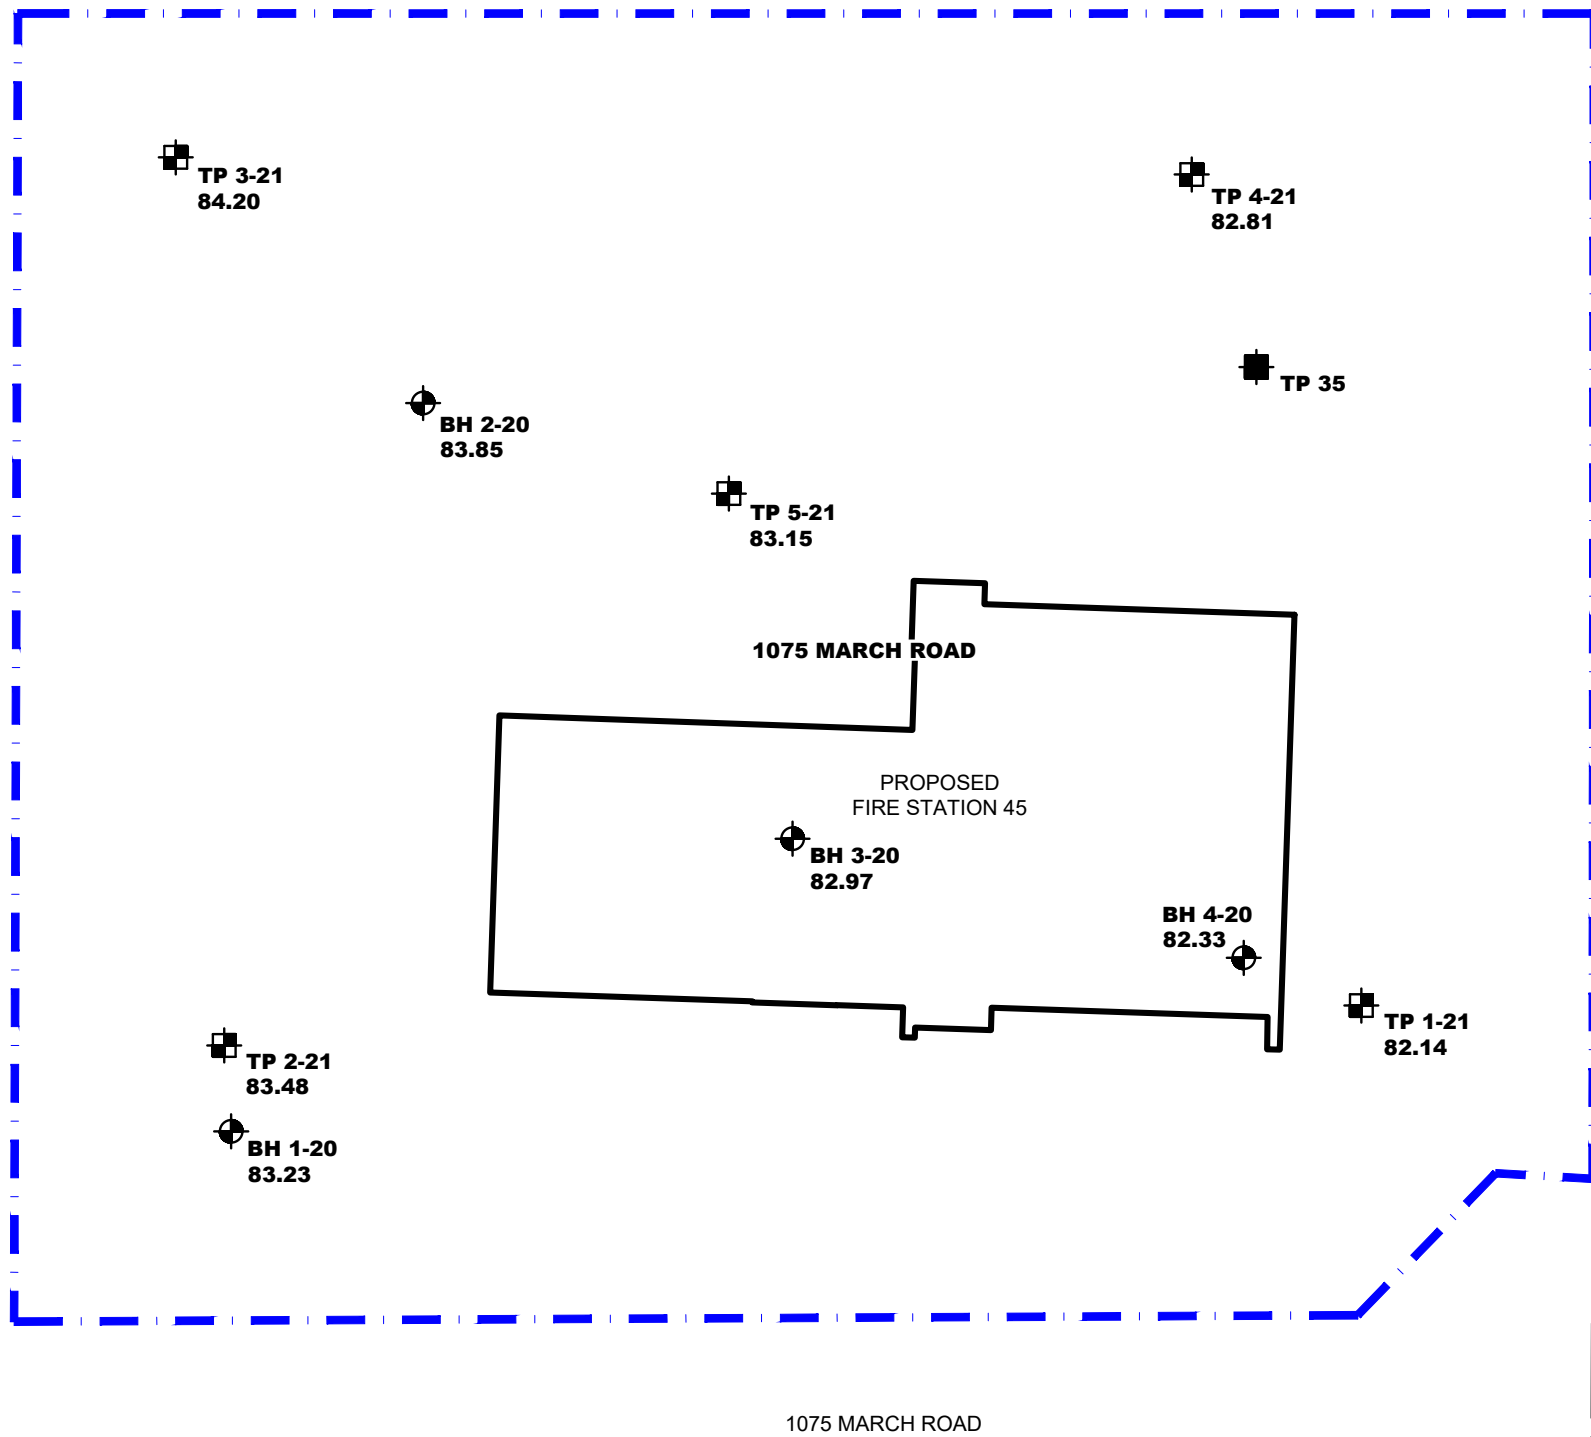 TP 3-21
84.20
TP 4-21
82.81
TP 35
BH 2-20
83.85
TP 5-21
83.15
1075 MARCH ROAD
PROPOSED
FIRE STATION 45
BH 3-20
82.97
BH 4-20
82.33
TP 1-21
82.14
TP 2-21
83.48
BH 1-20
83.23
1075 MARCH ROAD